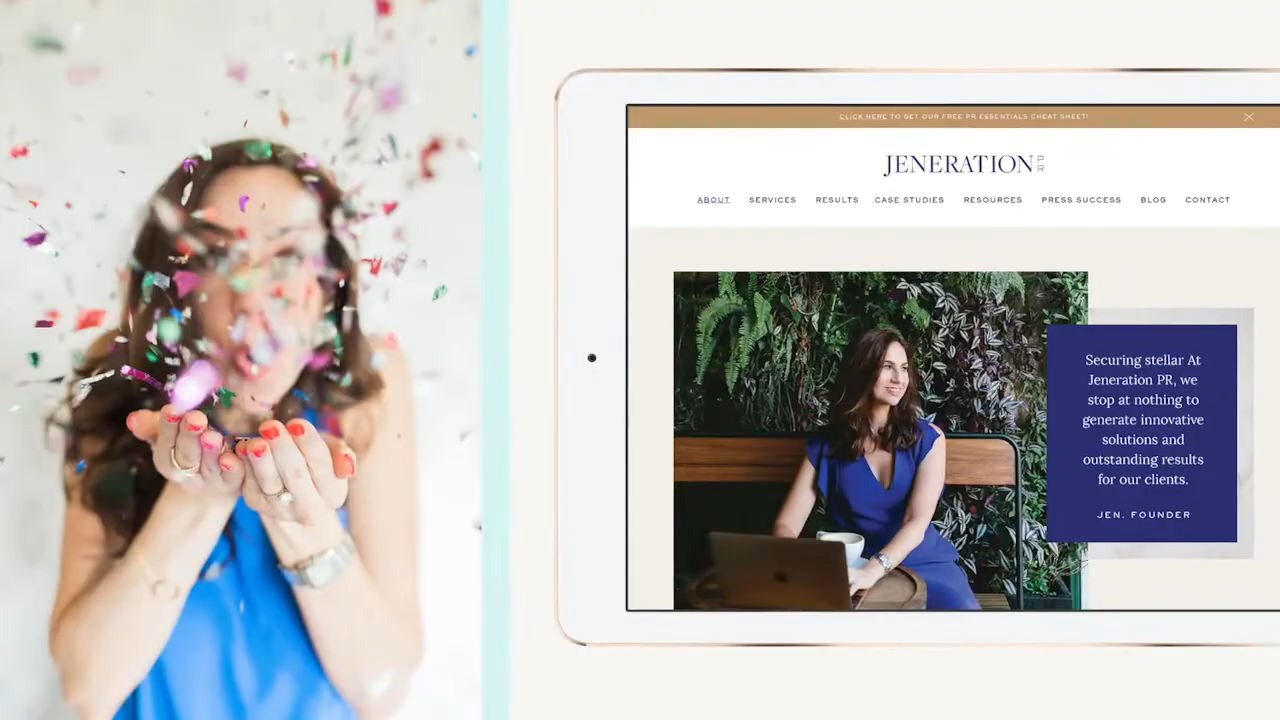 CLICK HERE TO GET OUR FREE PR ESSENTIALS CHEAT SHEET!
JENERATION PR
ABOUT SERVICES RESULTS CASE STUDIES RESOURCES PRESS SUCCESS BLOG CONTACT
Securing stellar At
Jeneration PR, we
stop at nothing to
generate innovative
solutions and
outstanding results
for our clients.
JEN. FOUNDER